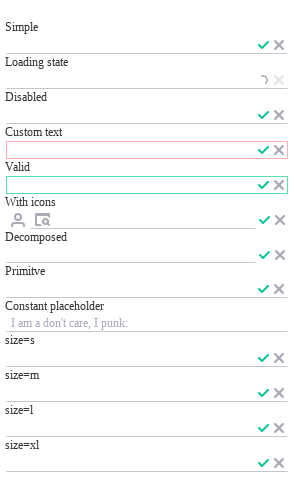 Simple
Loading state
Disabled
Custom text
Valid
With icons
Decomposed
Primitve
Constant placeholder
I am a don't care, I punk:
size=s
size=m
size=l
size=xl